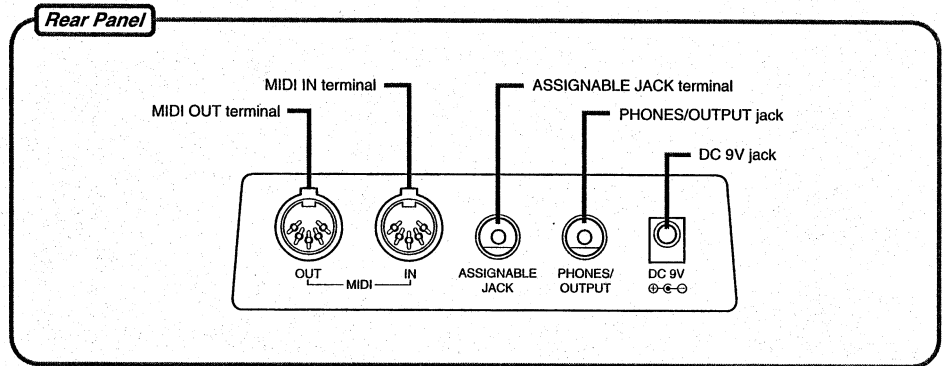 Rear Panel
MIDI IN terminal
ASSIGNABLE JACK terminal
MIDI OUT terminal
PHONES/OUTPUT jack
DC 9V jack
OUT
MIDI
IN
ASSIGNABLE
JACK
PHONES/
OUTPUT
DC 9V